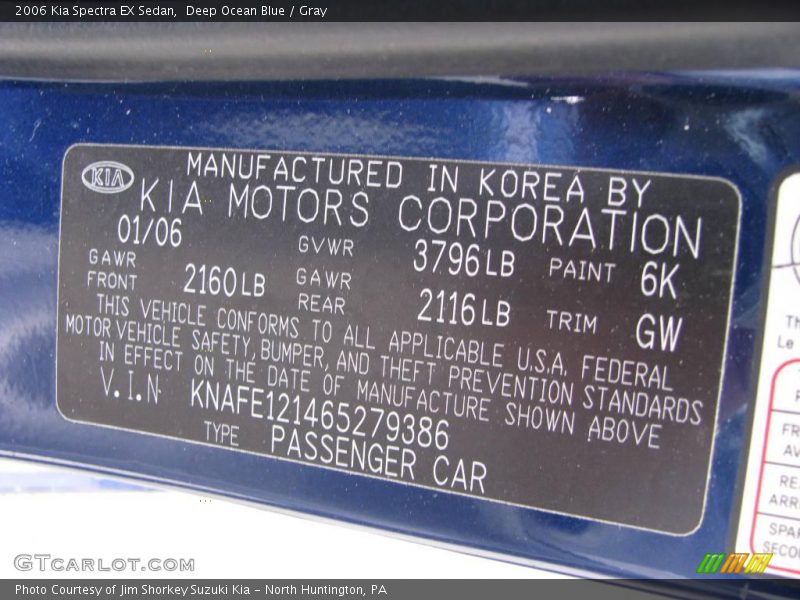 2006 Kia Spectra EX Sedan,  Deep Ocean Blue / Gray
KIA
MANUFACTURED IN KOREA BY
KIA MOTORS CORPORATION
01/06 GVWR 3796LB PAINT 6K
GAWR FRONT 2160LB GAWR REAR 2116LB TRIM GW
THIS VEHICLE CONFORMS TO ALL APPLICABLE U.S.A. FEDERAL
MOTOR VEHICLE SAFETY, BUMPER, AND THEFT PREVENTION STANDARDS
IN EFFECT ON THE DATE OF MANUFACTURE SHOWN ABOVE
V.I.N KNAFE121465279386
TYPE PASSENGER CAR
Le
GTCARLOT.COM
Photo Courtesy of Jim Shorkey Suzuki Kia - North Huntington, PA